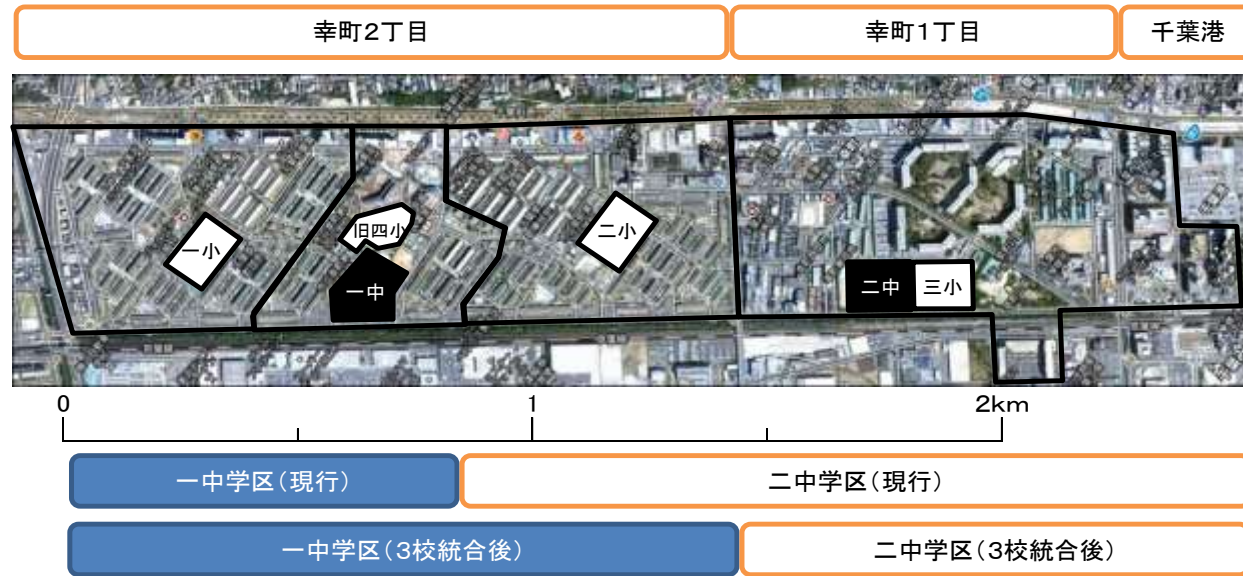 幸町2丁目
幸町1丁目
千葉港
一小
旧四小
二小
一中
二中
三小
0
1
2km
一中学区(現行)
二中学区(現行)
一中学区(3校統合後)
二中学区(3校統合後)